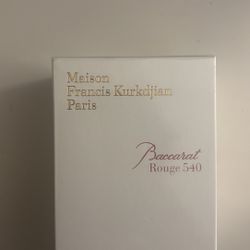 Maison
Francis Kurkdjian
Paris
Baccarat
Rouge 540